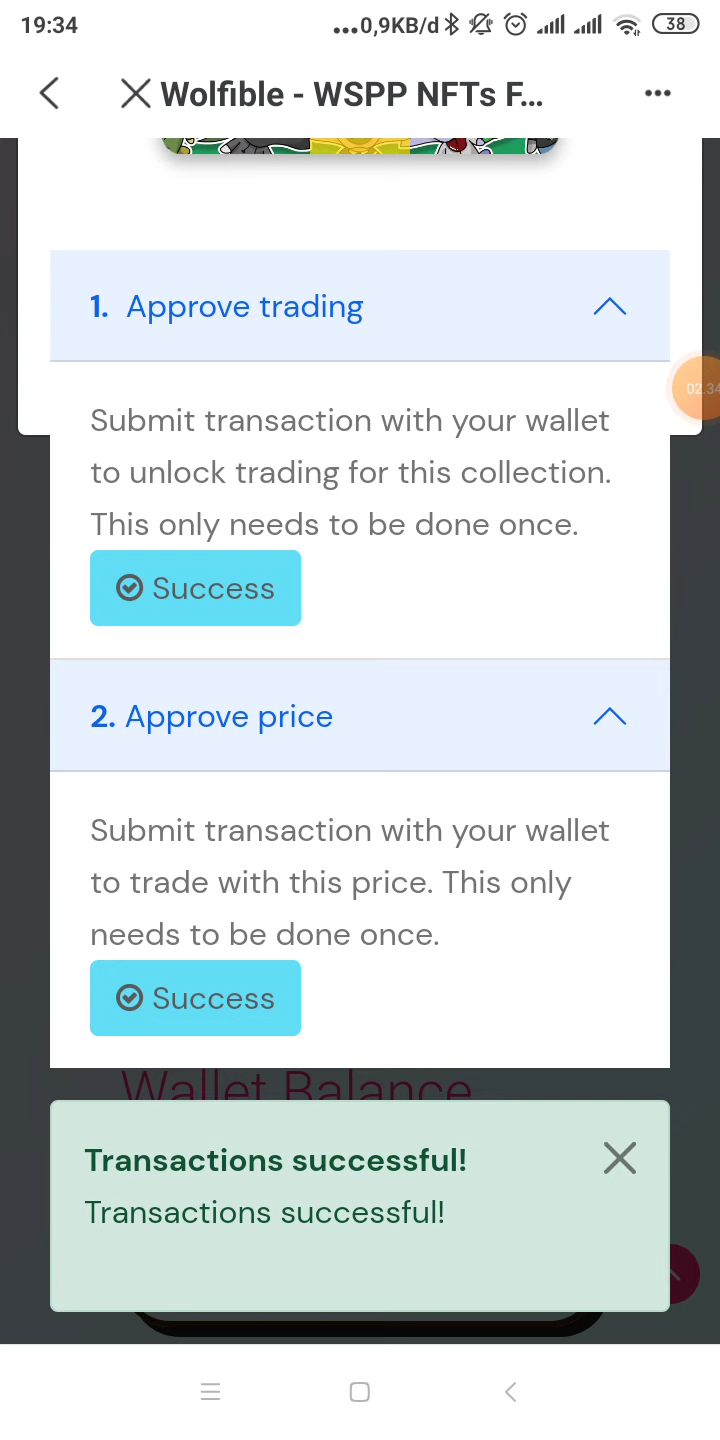 19:34
...0,9KB/d
38
Wolfible - WSPP NFTs F...
1. Approve trading
02:34
Submit transaction with your wallet
to unlock trading for this collection.
This only needs to be done once.
Success
2. Approve price
Submit transaction with your wallet
to trade with this price. This only
needs to be done once.
Success
Wallet Balance
Transactions successful!
Transactions successful!